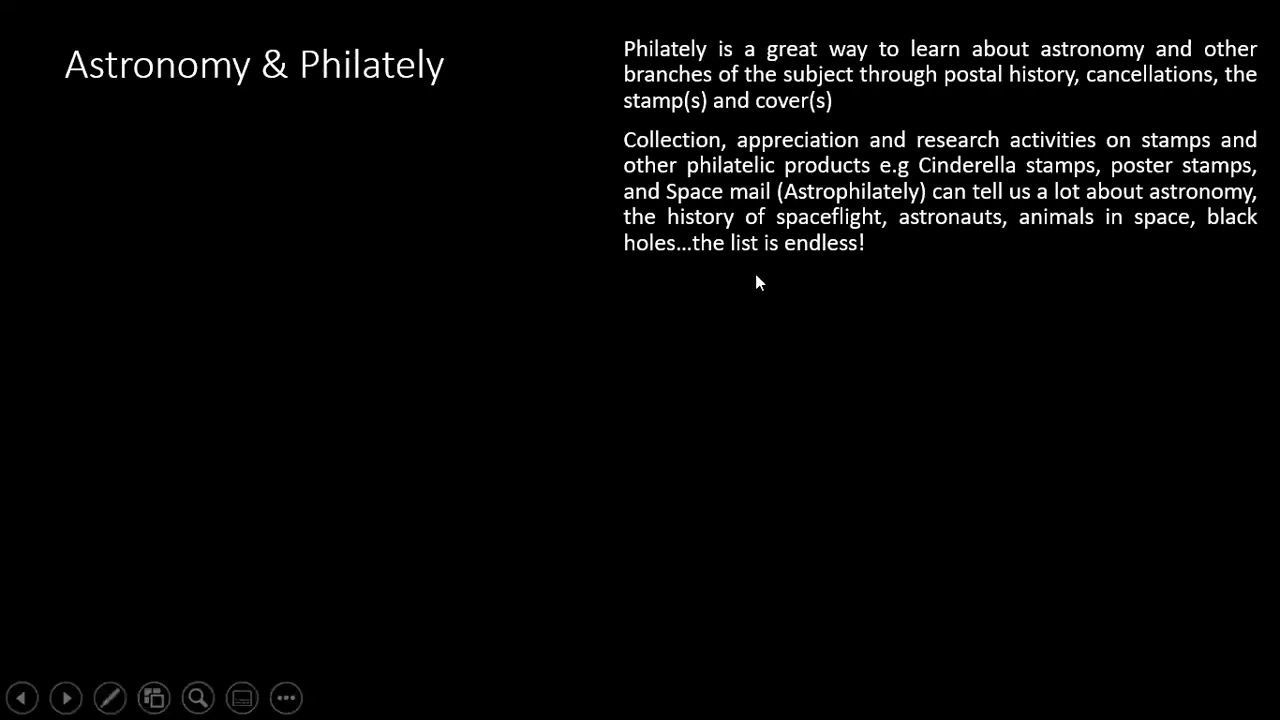 Astronomy & Philately
Philately is a great way to learn about astronomy and other
branches of the subject through postal history, cancellations, the
stamp(s) and cover(s)
Collection, appreciation and research activities on stamps and
other philatelic products e.g Cinderella stamps, poster stamps,
and Space mail (Astrophilately) can tell us a lot about astronomy,
the history of spaceflight, astronauts, animals in space, black
holes...the list is endless!